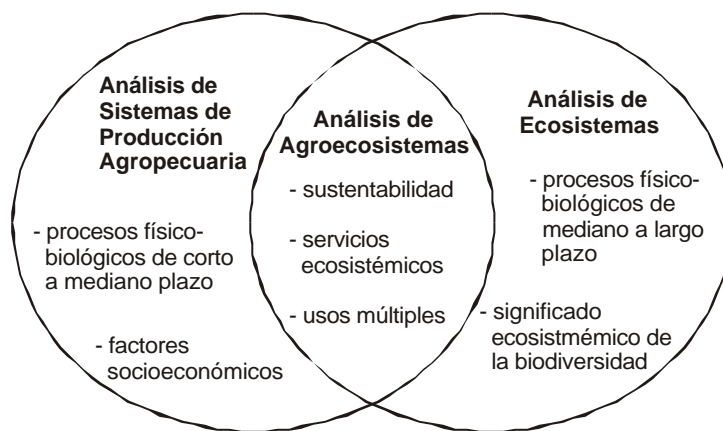 Análisis de
Sistemas de
Producción
Agropecuaria
- procesos físico-
biológicos de corto
a mediano plazo
- factores
socioeconómicos
Análisis de
Agroecosistemas
- sustentabilidad
- servicios
ecosistémicos
- usos múltiples
Análisis de
Ecosistemas
- procesos físico-
biológicos de
mediano a largo
plazo
- significado
ecosistmémico de
la biodiversidad